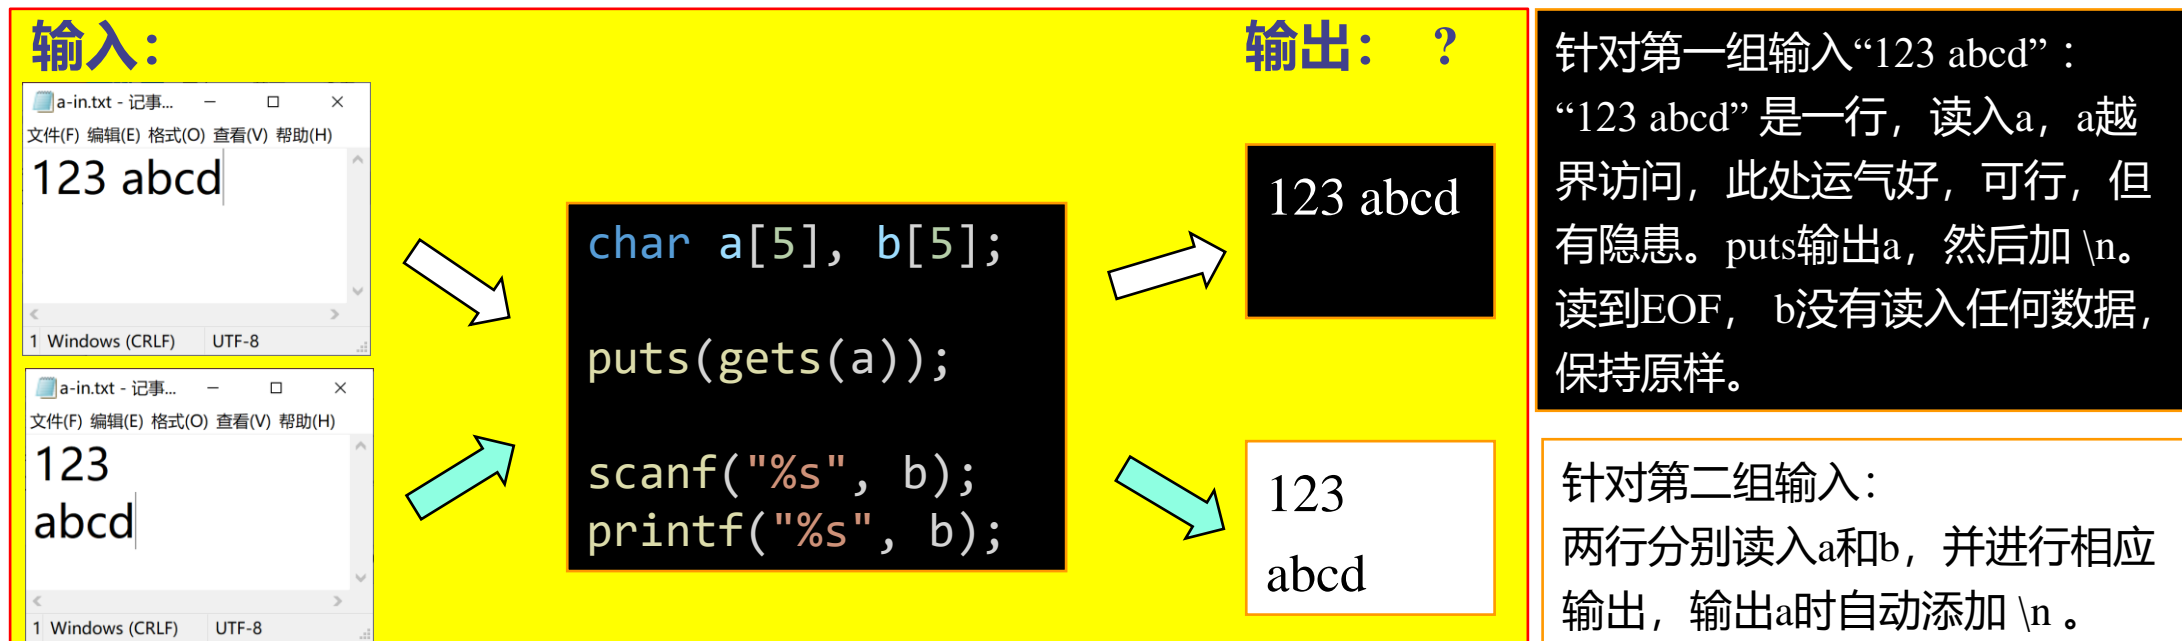 输入：
a-in.txt - 记事...
文件(F) 编辑(E) 格式(O) 查看(V) 帮助(H)
123 abcd
1 Windows (CRLF) UTF-8
a-in.txt - 记事...
文件(F) 编辑(E) 格式(O) 查看(V) 帮助(H)
123
abcd
1 Windows (CRLF) UTF-8
char a[5], b[5];
puts(gets(a));
scanf("%s", b);
printf("%s", b);
输出： ?
123 abcd
123
abcd
针对第一组输入“123 abcd”：
“123 abcd” 是一行，读入a，a越
界访问，此处运气好，可行，但
有隐患。puts输出a，然后加 \n。
读到EOF， b没有读入任何数据，
保持原样。
针对第二组输入：
两行分别读入a和b，并进行相应
输出，输出a时自动添加 \n 。